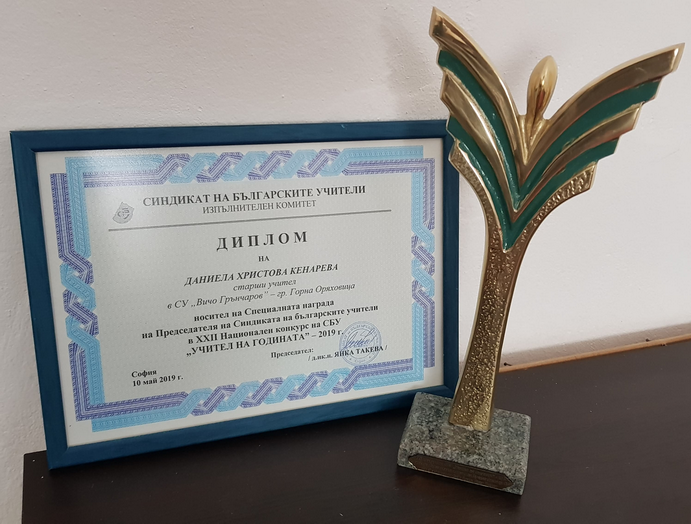 СИНДИКАТ НА БЪЛГАРСКИТЕ УЧИТЕЛИ
ИЗПЪЛНИТЕЛЕН КОМИТЕТ
ДИПЛОМ
НА
ДАНИЕЛА ХРИСТОВА КЕНАРЕВА
старши учител
в СУ „Вичо Грънчаров" – гр. Горна Оряховица
носител на Специалната награда
на Председателя на Синдиката на българските учители
в XXII Национален конкурс на СБУ
„УЧИТЕЛ НА ГОДИНАТА" – 2019 г.
Председател:
/ д.ик.н. ЯНКА ТАКЕВА /
София
10 май 2019 г.